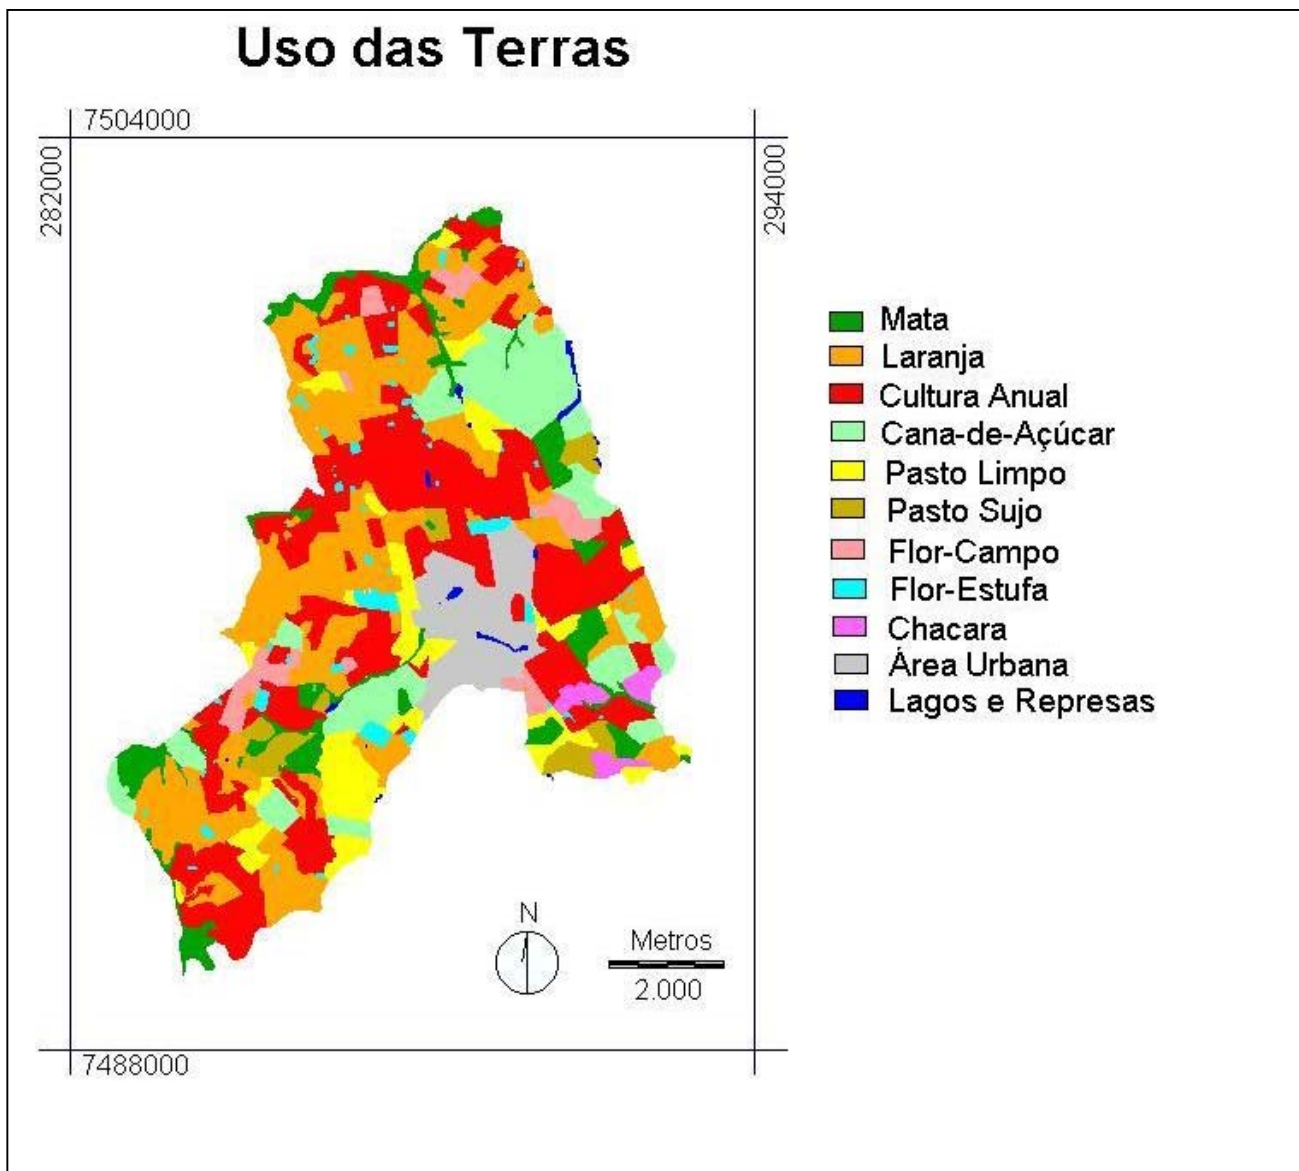 Uso das Terras
7504000
282000
294000
Mata
Laranja
Cultura Anual
Cana-de-Açúcar
Pasto Limpo
Pasto Sujo
Flor-Campo
Flor-Estufa
Chacara
Área Urbana
Lagos e Represas
N
Metros
2.000
7488000